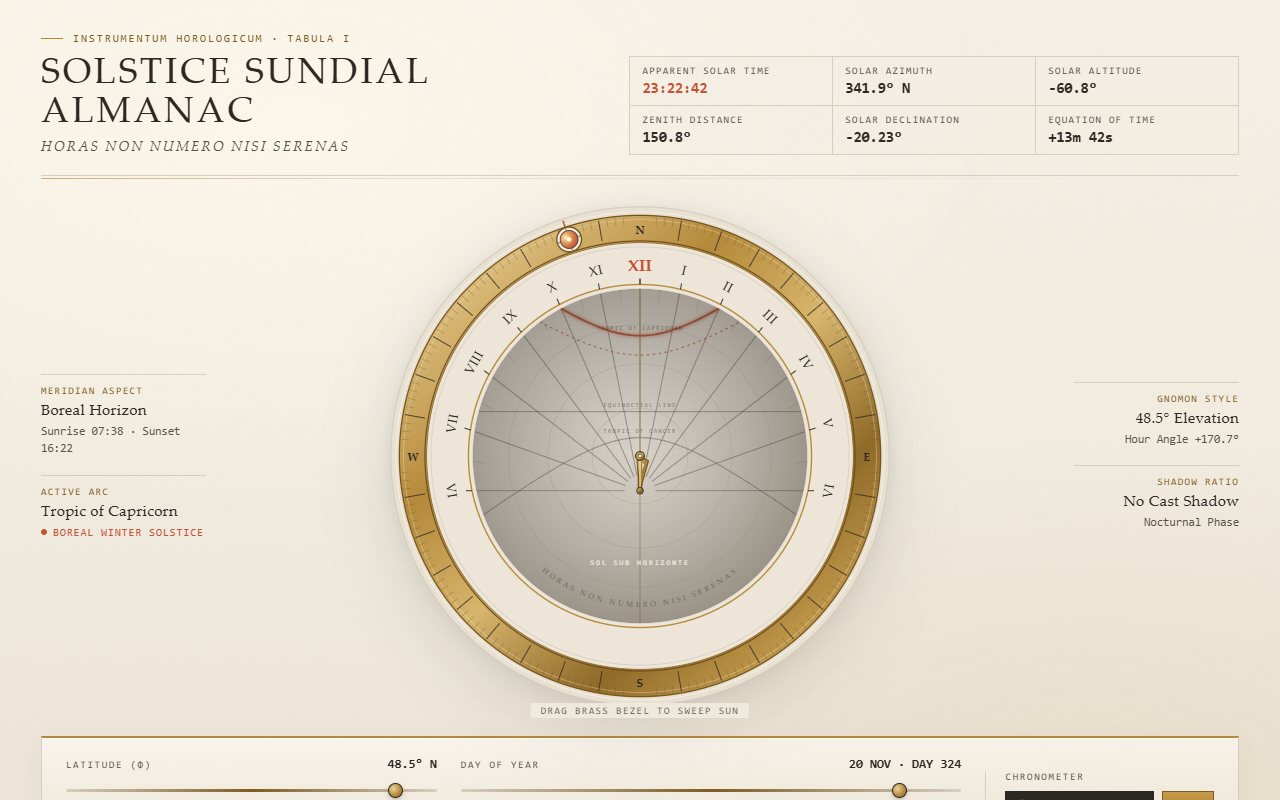 INSTRUMENTUM HOROLOGICUM · TABULA I
SOLSTICE SUNDIAL
ALMANAC
HORAS NON NUMERO NISI SERENAS
APPARENT SOLAR TIME
23:22:42
SOLAR AZIMUTH
341.9° N
SOLAR ALTITUDE
-60.8°
ZENITH DISTANCE
150.8°
SOLAR DECLINATION
-20.23°
EQUATION OF TIME
+13m 42s
MERIDIAN ASPECT
Boreal Horizon
Sunrise 07:38 · Sunset
16:22
ACTIVE ARC
Tropic of Capricorn
BOREAL WINTER SOLSTICE
N
XII
XI
I
X
II
IX
III
VIII
IV
VII
V
VI
VI
W
E
S
TROPIC OF CAPRICORN
EQUINOCTIAL LINE
TROPIC OF CANCER
SOL SUB HORIZONTE
HORAS NON NUMERO NISI SERENAS
DRAG BRASS BEZEL TO SWEEP SUN
GNOMON STYLE
48.5° Elevation
Hour Angle +170.7°
SHADOW RATIO
No Cast Shadow
Nocturnal Phase
LATITUDE (Φ)
48.5° N
DAY OF YEAR
20 NOV · DAY 324
CHRONOMETER